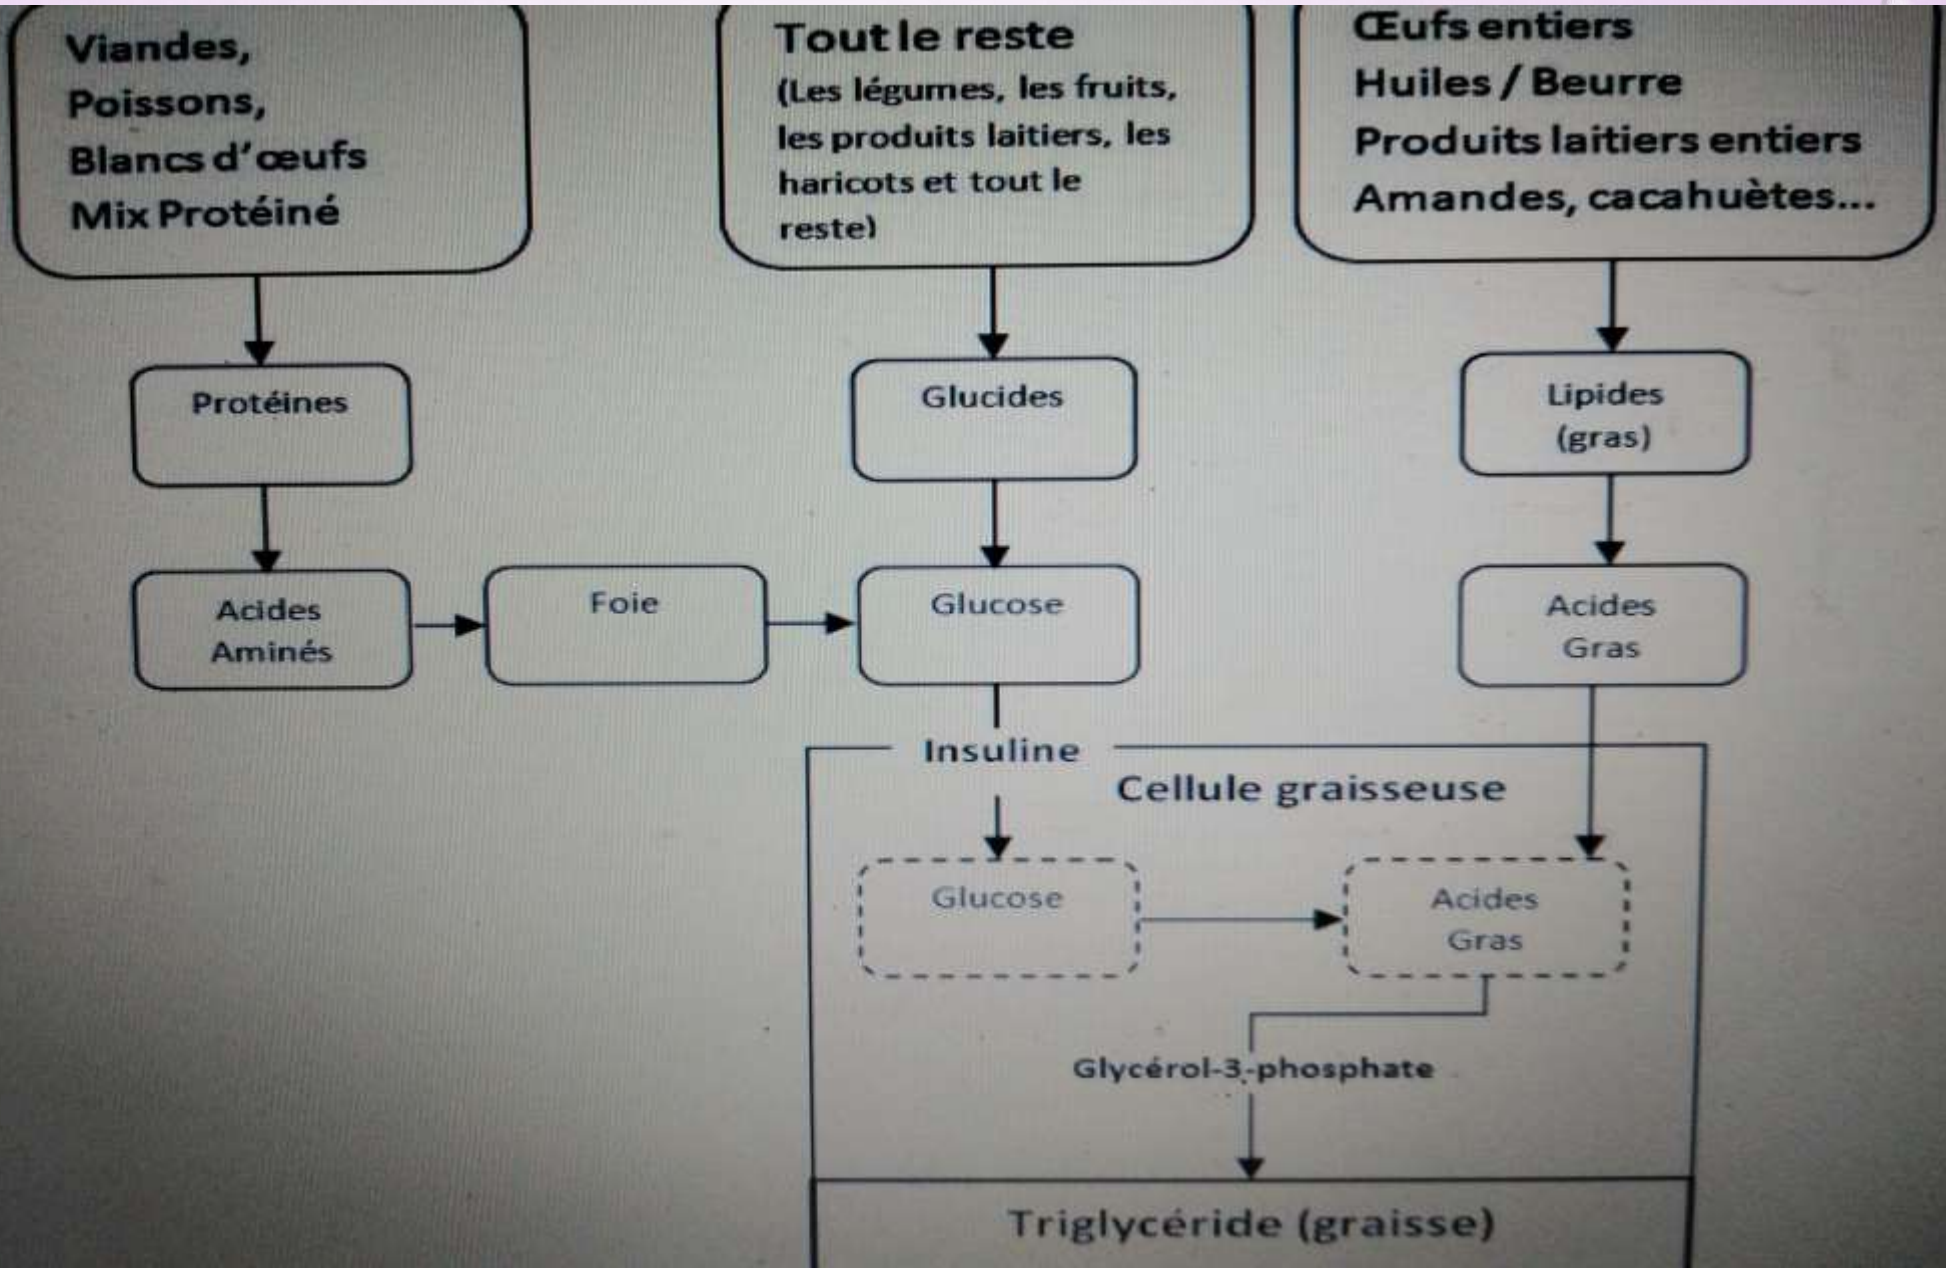 Viandes,
Poissons,
Blancs d'œufs
Mix Protéiné
Tout le reste
(Les légumes, les fruits,
les produits laitiers, les
haricots et tout le
reste)
Œufs entiers
Huiles / Beurre
Produits laitiers entiers
Amandes, cacahuètes...
Protéines
Glucides
Lipides
(gras)
Acides
Aminés
Foie
Glucose
Acides
Gras
Insuline
Cellule graisseuse
Glucose
Acides
Gras
Glycérol-3-phosphate
Triglycéride (graisse)